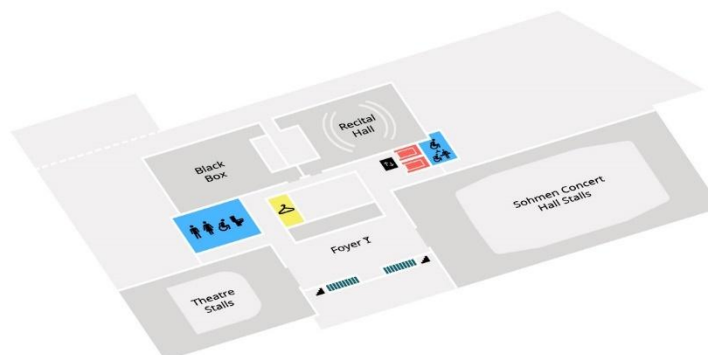 Recital
Hall
Black
Box
Sohmen Concert
Hall Stalls
Foyer
Theatre
Stalls